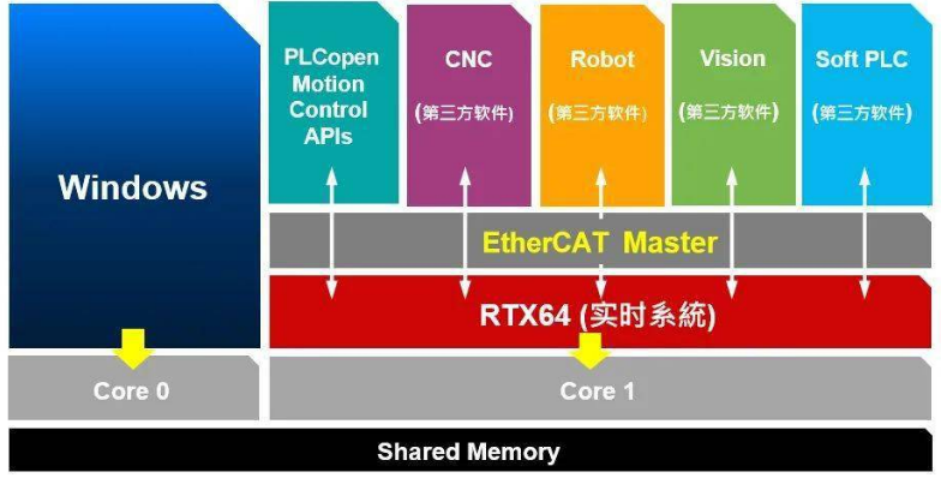 PLCopen
Motion
Control
APIs
CNC
(第三方软件)
Robot
(第三方软件)
Vision
(第三方软件)
Soft PLC
(第三方软件)
Windows
EtherCAT Master
RTX64 (实时系統)
Core 0
Core 1
Shared Memory